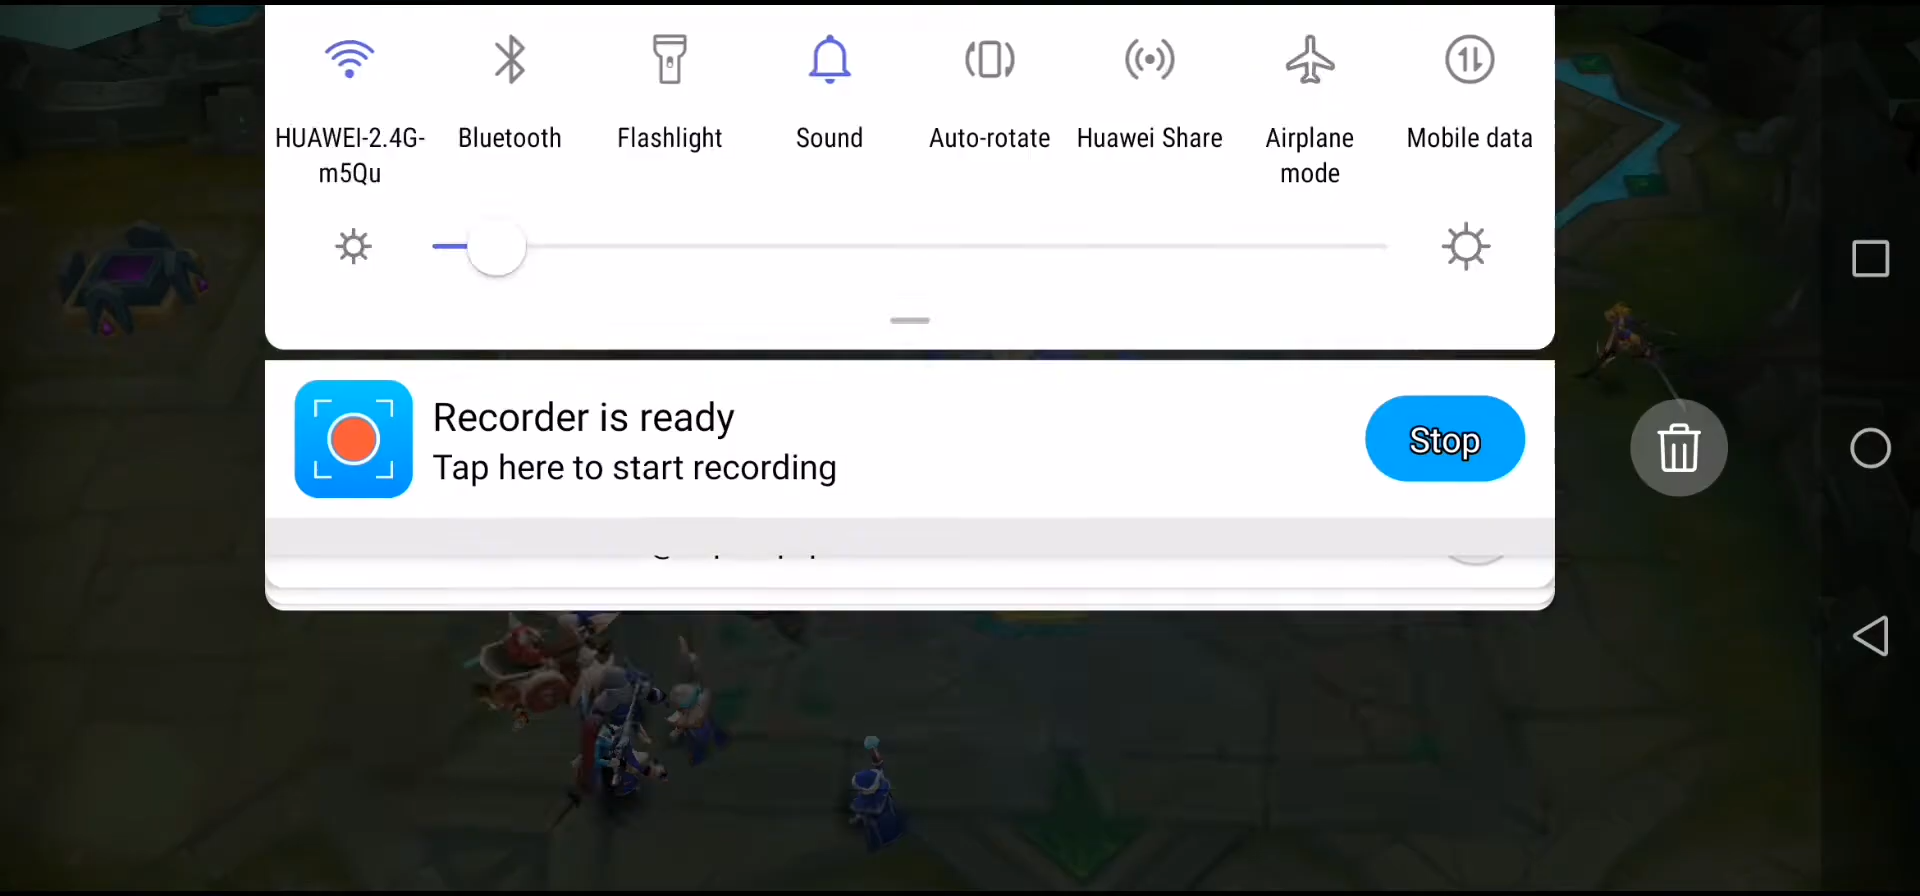 HUAWEI-2.4G-
m5Qu
Bluetooth
Flashlight
Sound
Auto-rotate
Huawei Share
Airplane
mode
Mobile data
Recorder is ready
Tap here to start recording
Stop